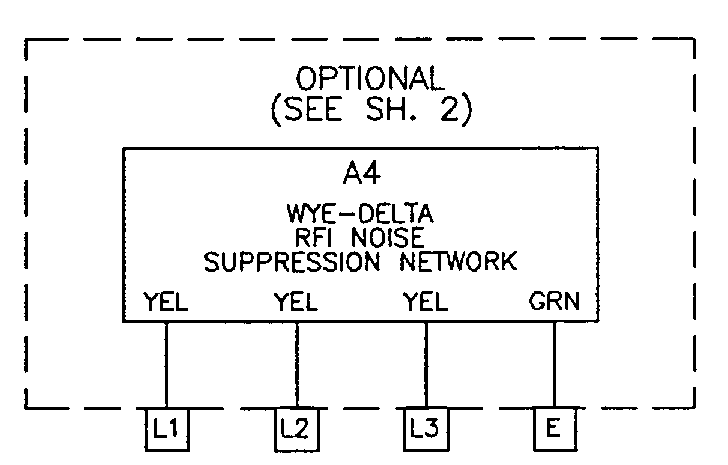 OPTIONAL
(SEE SH. 2)
A4
WYE-DELTA
RFI NOISE
SUPPRESSION NETWORK
YEL YEL YEL GRN
L1 L2 L3 E